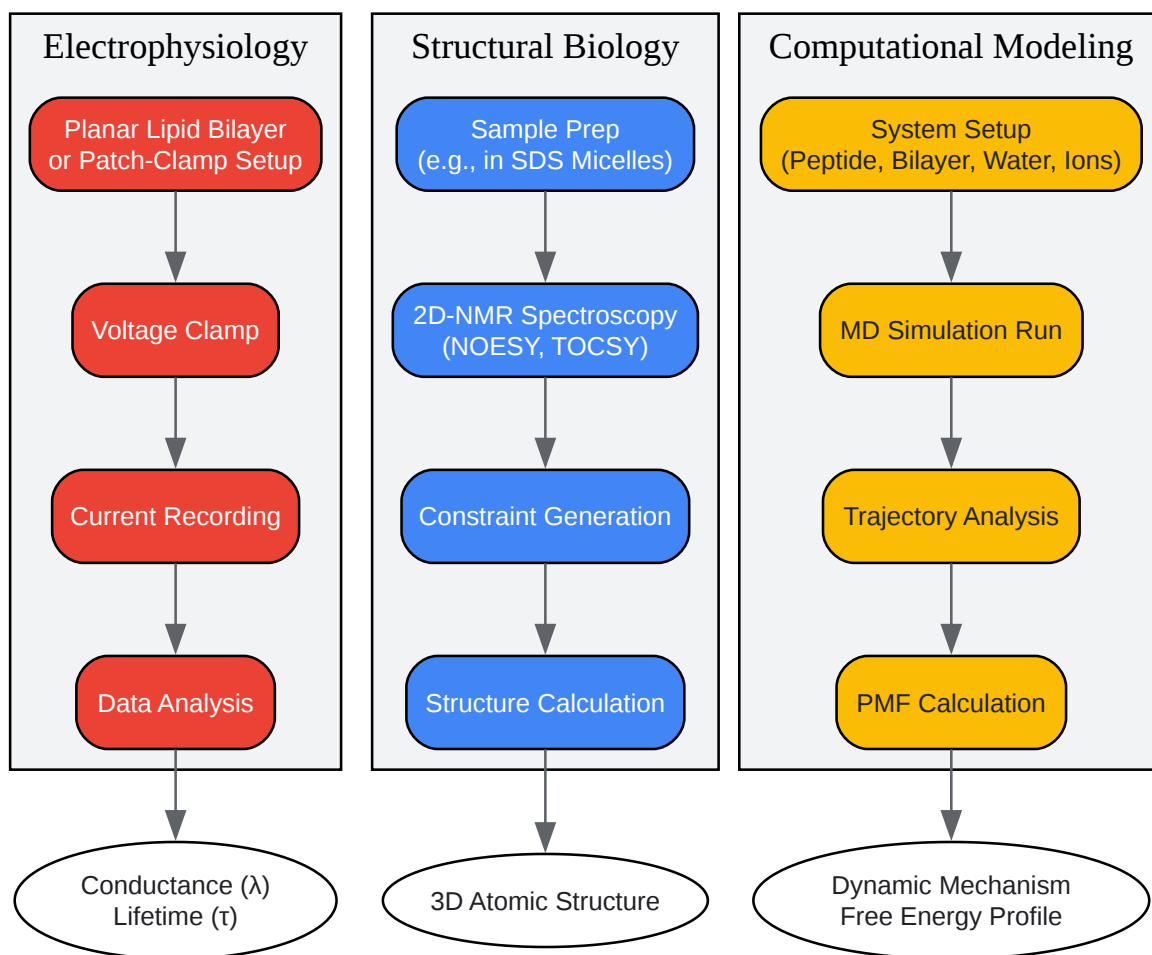 Electrophysiology
Planar Lipid Bilayer
or Patch-Clamp Setup
Voltage Clamp
Current Recording
Data Analysis
Conductance (λ)
Lifetime (τ)
Structural Biology
Sample Prep
(e.g., in SDS Micelles)
2D-NMR Spectroscopy
(NOESY, TOCSY)
Constraint Generation
Structure Calculation
3D Atomic Structure
Computational Modeling
System Setup
(Peptide, Bilayer, Water, Ions)
MD Simulation Run
Trajectory Analysis
PMF Calculation
Dynamic Mechanism
Free Energy Profile